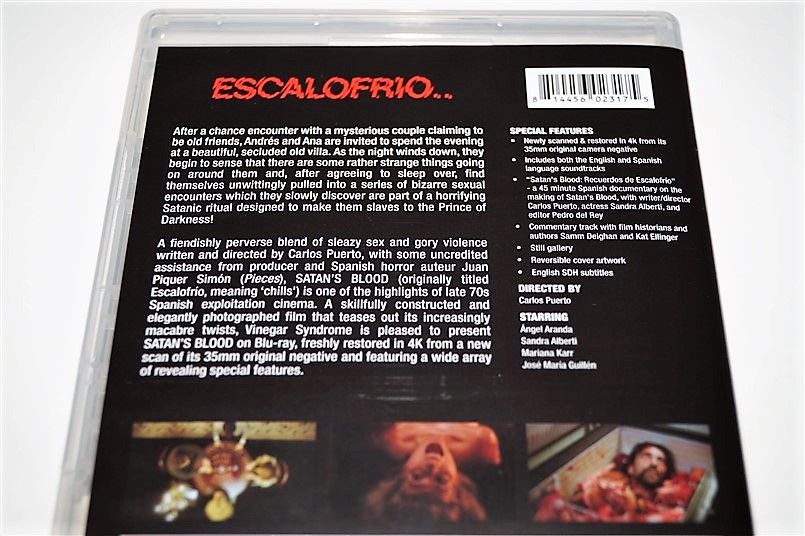 ESCALOFRIO..
After a chance encounter with a mysterious couple claiming to
be old friends, Andrés and Ana are invited to spend the evening
at a beautiful, secluded old villa. As the night winds down, they
begin to sense that there are some rather strange things going
on around them and, after agreeing to sleep over, find
themselves unwittingly pulled into a series of bizarre sexual
encounters which they slowly discover are part of a horrifying
Satanic ritual designed to make them slaves to the Prince of
Darkness!
A fiendishly perverse blend of sleazy sex and gory violence
written and directed by Carlos Puerto, with some uncredited
assistance from producer and Spanish horror auteur Juan
Piquer Simón (Pieces), SATAN'S BLOOD (originally titled
Escalofrío, meaning 'chills') is one of the highlights of late 70s
Spanish exploitation cinema. A skillfully constructed and
elegantly photographed film that teases out its increasingly
macabre twists, Vinegar Syndrome is pleased to present
SATAN'S BLOOD on Blu-ray, freshly restored in 4K from a new
scan of its 35mm original negative and featuring a wide array
of revealing special features.
8 14456 02317 5
SPECIAL FEATURES
• Newly scanned & restored in 4k from its
35mm original camera negative
• Includes both the English and Spanish
language soundtracks
• "Satan's Blood: Recuerdos de Escalofrio"
- a 45 minute Spanish documentary on the
making of Satan's Blood, with writer/director
Carlos Puerto, actress Sandra Alberti, and
editor Pedro del Rey
• Commentary track with film historians and
authors Samm Deighan and Kat Ellinger
• Still gallery
• Reversible cover artwork
• English SDH subtitles
DIRECTED BY
Carlos Puerto
STARRING
Ángel Aranda
Sandra Alberti
Mariana Karr
José María Guillén